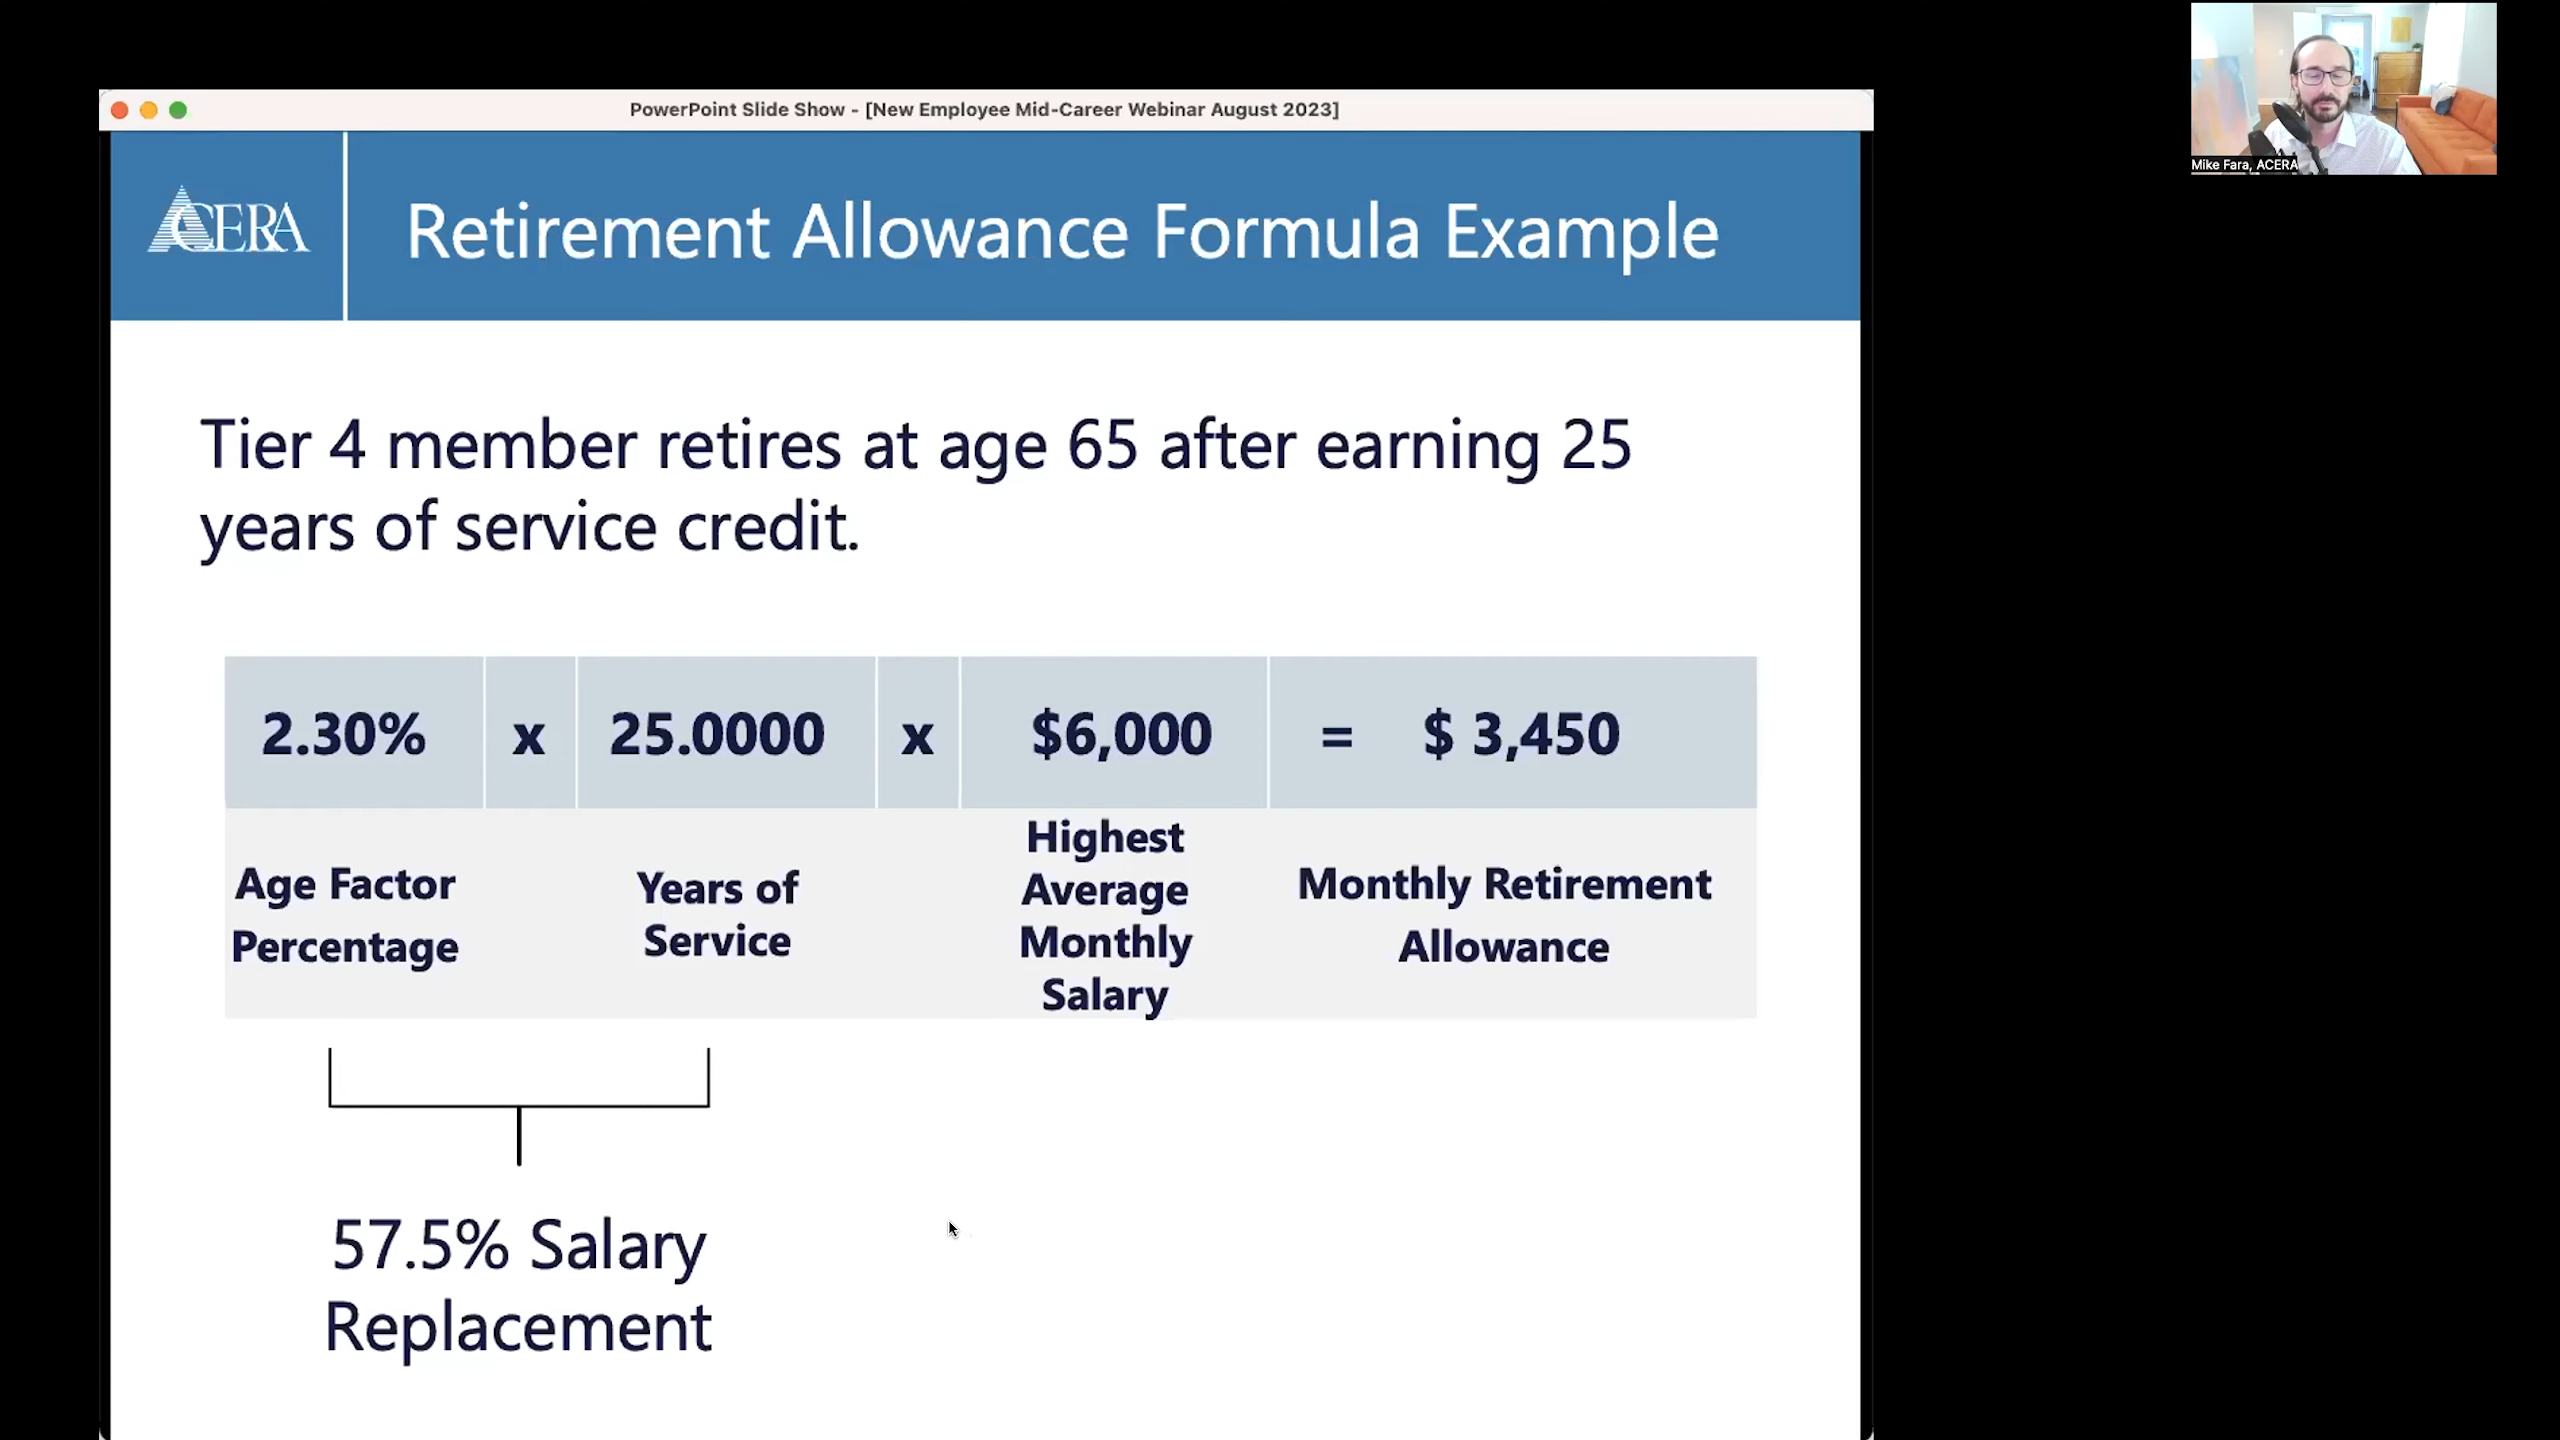 PowerPoint Slide Show - [New Employee Mid-Career Webinar August 2023]
Mike Fara, ACERA
ACERA
Retirement Allowance Formula Example
Tier 4 member retires at age 65 after earning 25
years of service credit.
2.30% x 25.0000 x $6,000 = $ 3,450
Age Factor
Percentage
Years of
Service
Highest
Average
Monthly
Salary
Monthly Retirement
Allowance
57.5% Salary
Replacement